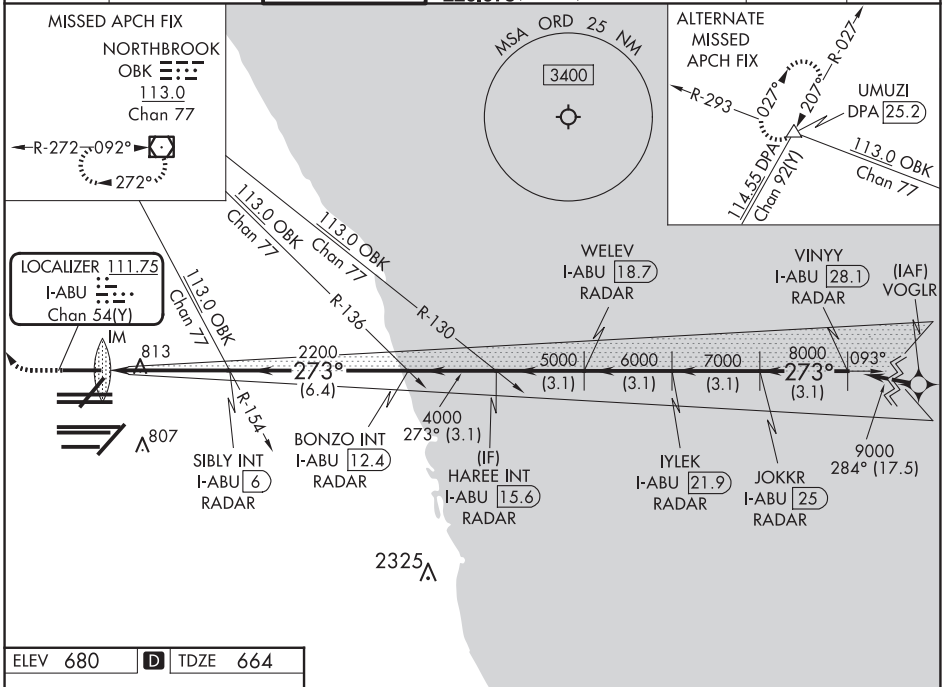 MISSED APCH FIX
NORTHBROOK
OBK
113.0
Chan 77
R-272
092°
272°
MSA ORD 25 NM
3400
ALTERNATE
MISSED
APCH FIX
R-027
R-293
027°
207°
UMUZI
DPA 25.2
114.55 DPA
Chan 92(Y)
113.0 OBK
Chan 77
LOCALIZER 111.75
I-ABU
Chan 54(Y)
IM
813
807
113.0 OBK
Chan 77
R-154
113.0 OBK
Chan 77
R-136
113.0 OBK
Chan 77
R-130
WELEV
I-ABU 18.7
RADAR
VINYY
I-ABU 28.1
RADAR
(IAF)
VOGLR
2200
273°
(6.4)
4000
273° (3.1)
5000
(3.1)
6000
(3.1)
7000
(3.1)
8000
273°
(3.1)
093°
9000
284° (17.5)
SIBLY INT
I-ABU 6
RADAR
BONZO INT
I-ABU 12.4
RADAR
(IF)
HAREE INT
I-ABU 15.6
RADAR
IYLEK
I-ABU 21.9
RADAR
JOKKR
I-ABU 25
RADAR
2325
ELEV 680 D TDZE 664